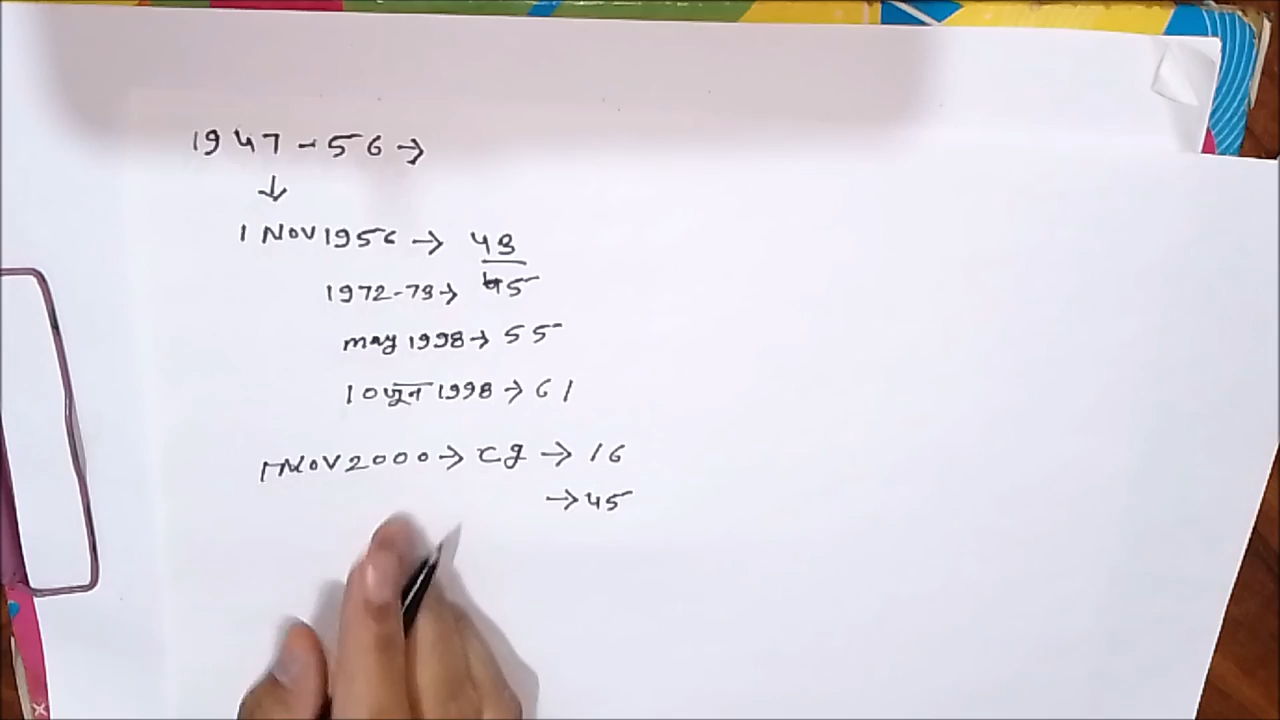 1947-56→
↓
1 NOV 1956 → 43
1972-73→ 45
may 1998→ 55
10 जून 1998→ 61
1 NOV 2000→ cg → 16
→ 45